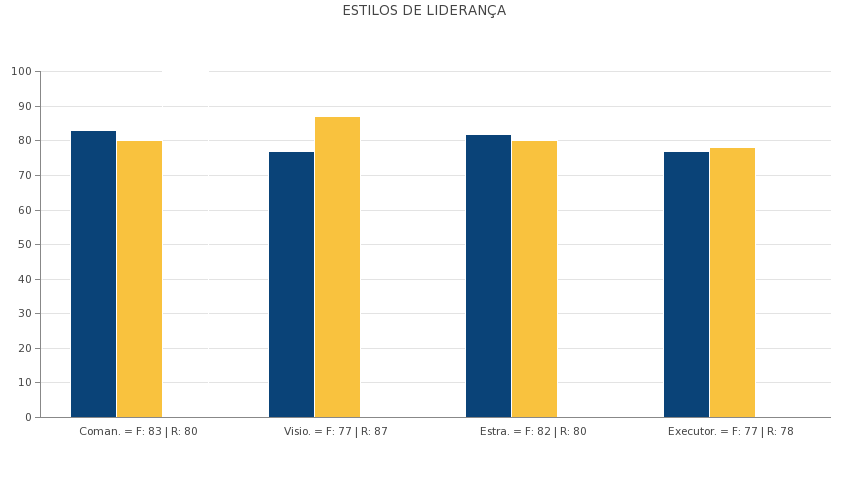 ESTILOS DE LIDERANÇA
100
90
80
70
60
50
40
30
20
10
0
Coman. = F: 83 | R: 80
Visio. = F: 77 | R: 87
Estra. = F: 82 | R: 80
Executor. = F: 77 | R: 78